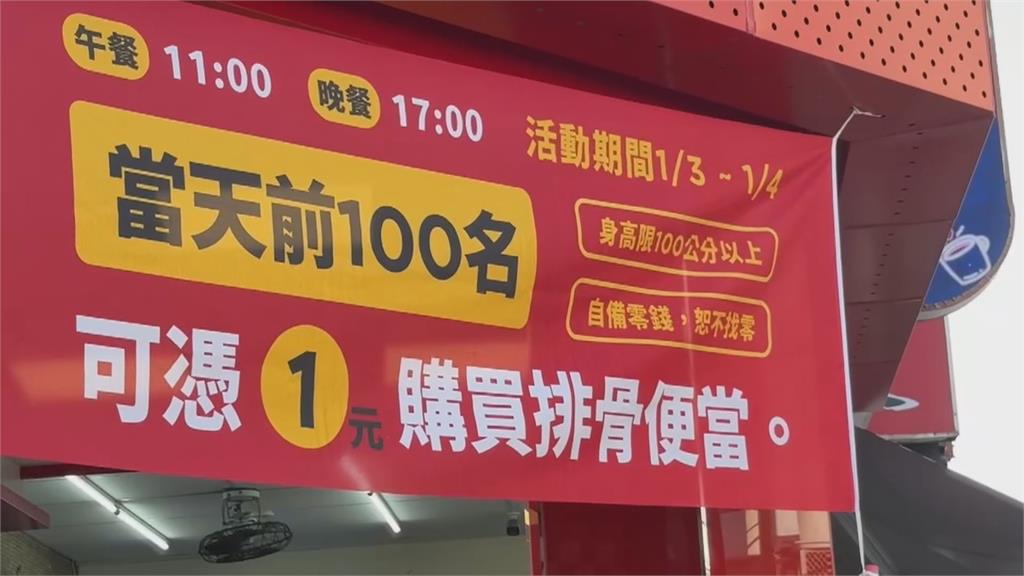 午餐 11:00 晚餐 17:00
活動期間1/3 ~ 1/4
當天前100名
身高限100公分以上
自備零錢，恕不找零
可憑1元購買排骨便當。